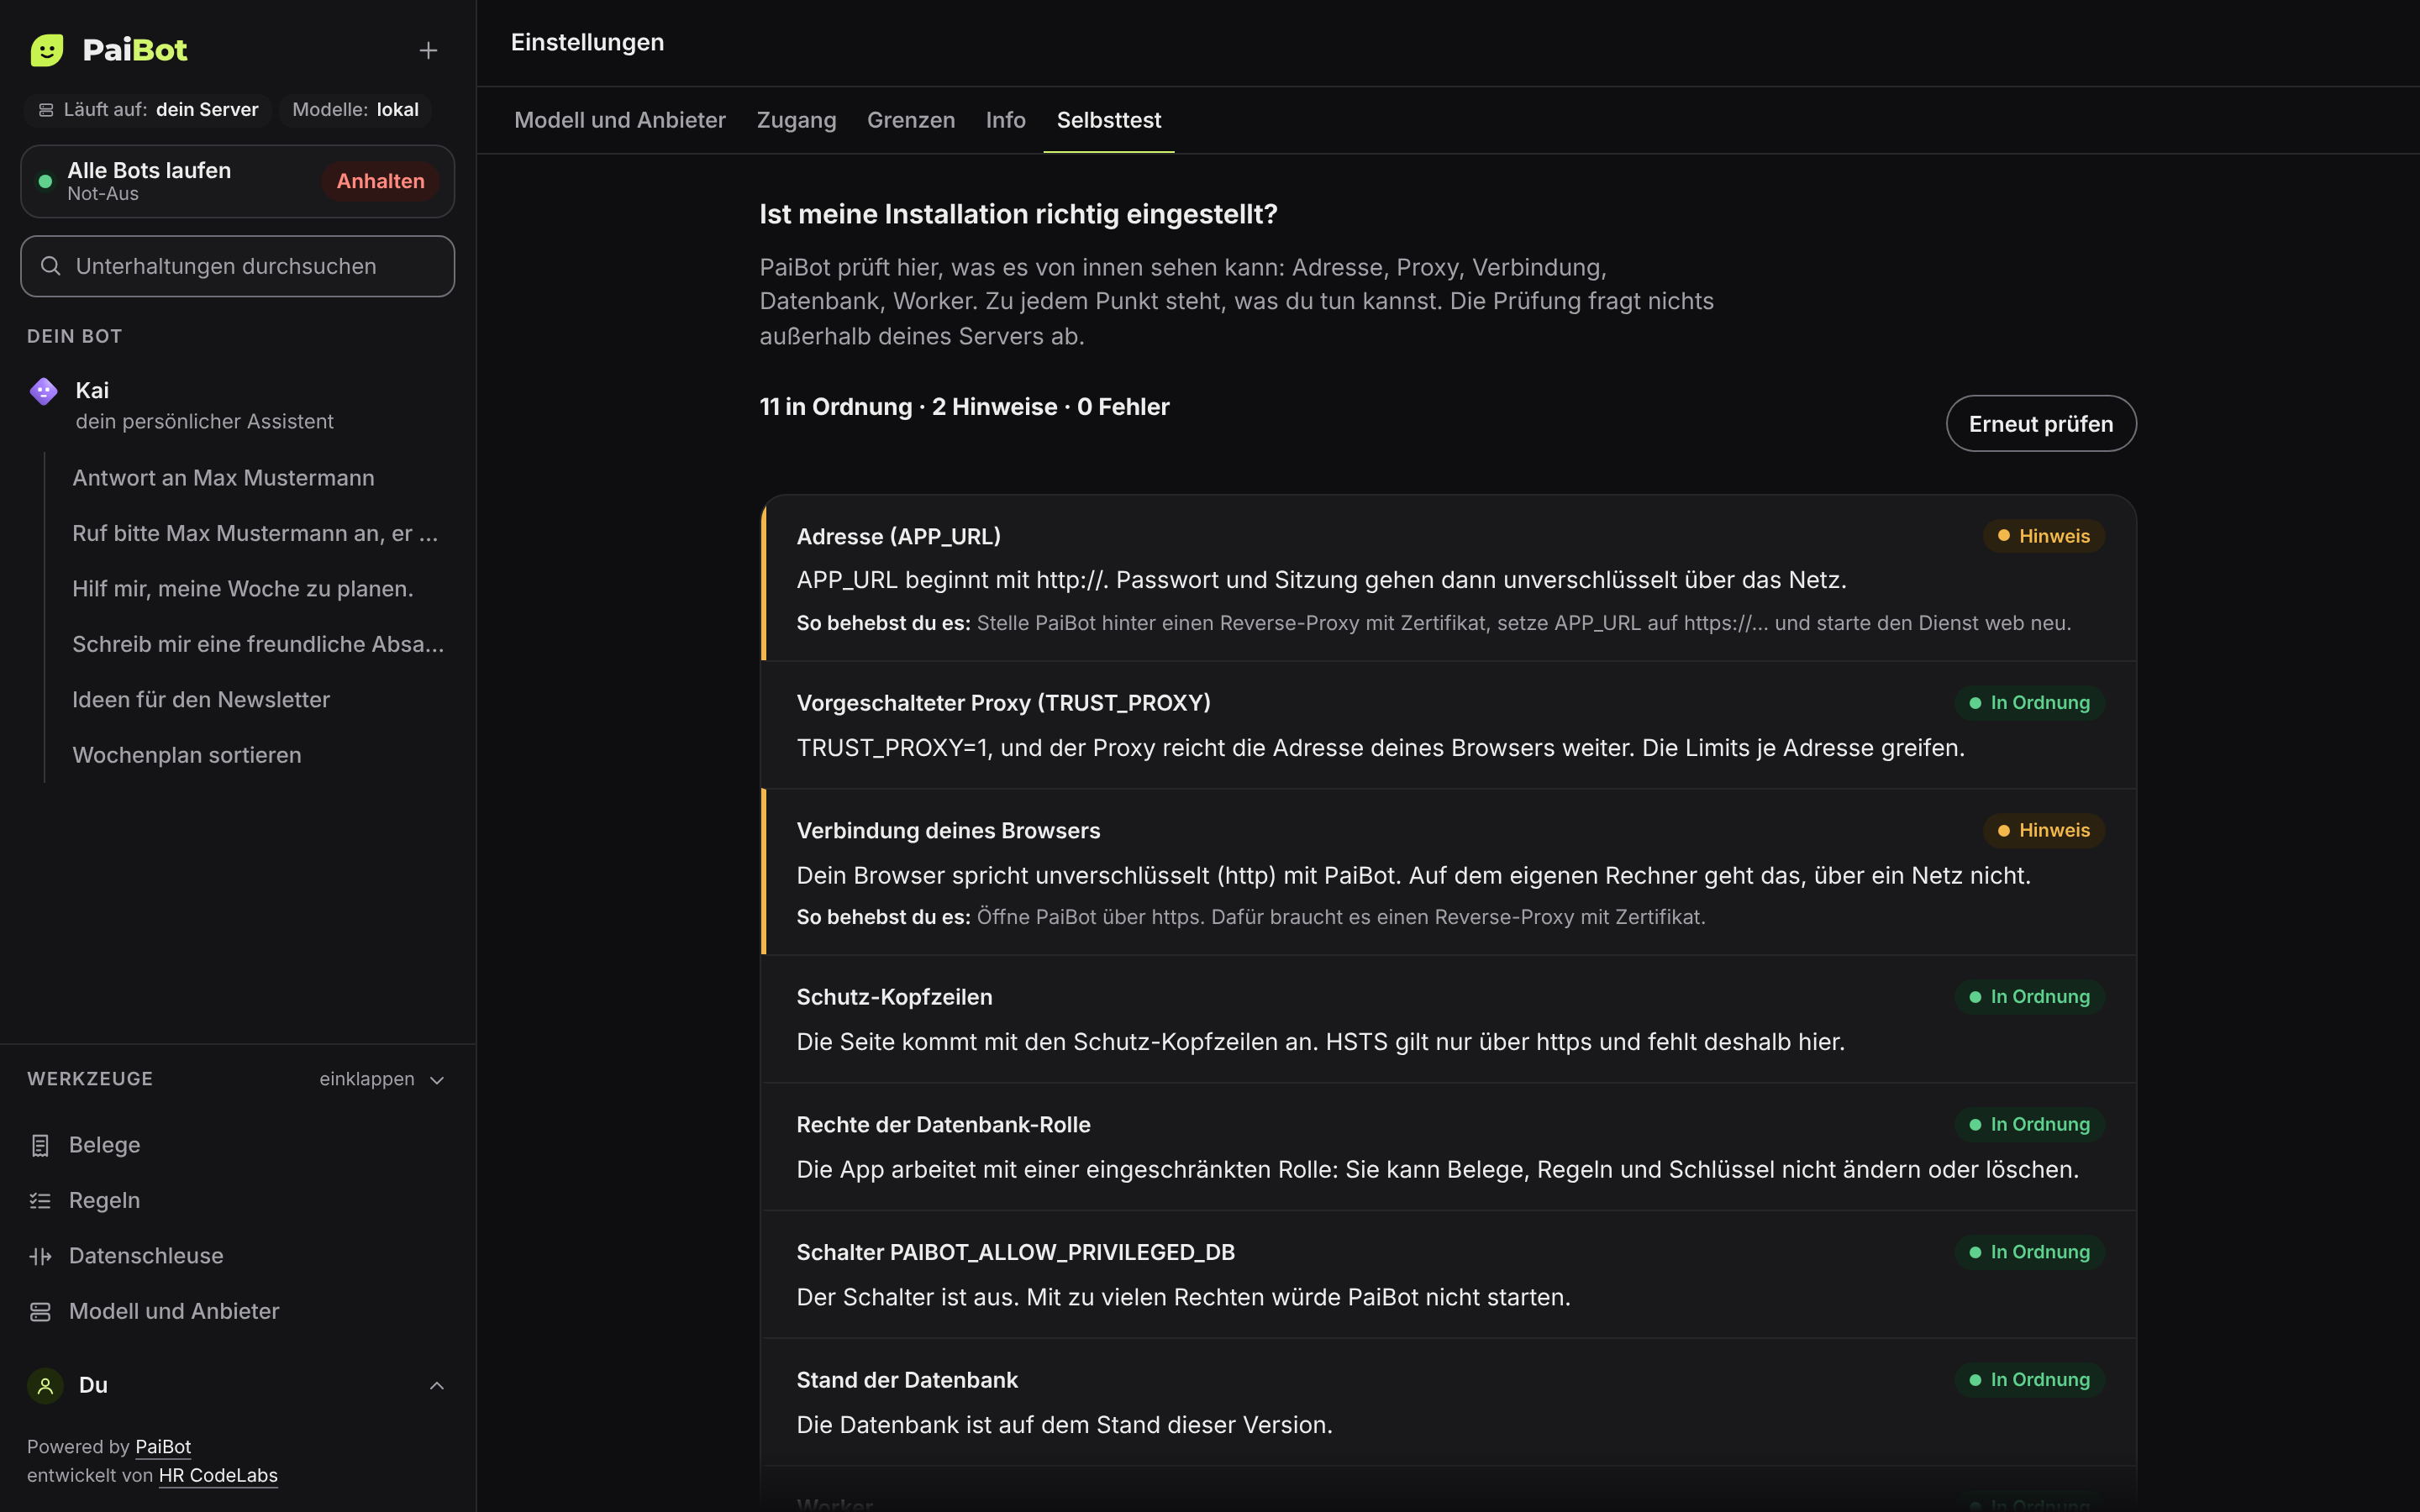 PaiBot
Läuft auf: dein Server
Modelle: lokal
Alle Bots laufen
Not-Aus
Anhalten
Unterhaltungen durchsuchen
DEIN BOT
Kai
dein persönlicher Assistent
Antwort an Max Mustermann
Ruf bitte Max Mustermann an, er ...
Hilf mir, meine Woche zu planen.
Schreib mir eine freundliche Absa...
Ideen für den Newsletter
Wochenplan sortieren
WERKZEUGE
einklappen
Belege
Regeln
Datenschleuse
Modell und Anbieter
Du
Powered by PaiBot
entwickelt von HR CodeLabs
Einstellungen
Modell und Anbieter
Zugang
Grenzen
Info
Selbsttest
Ist meine Installation richtig eingestellt?
PaiBot prüft hier, was es von innen sehen kann: Adresse, Proxy, Verbindung,
Datenbank, Worker. Zu jedem Punkt steht, was du tun kannst. Die Prüfung fragt nichts
außerhalb deines Servers ab.
11 in Ordnung · 2 Hinweise · 0 Fehler
Erneut prüfen
Adresse (APP_URL)
Hinweis
APP_URL beginnt mit http://. Passwort und Sitzung gehen dann unverschlüsselt über das Netz.
So behebst du es: Stelle PaiBot hinter einen Reverse-Proxy mit Zertifikat, setze APP_URL auf https://... und starte den Dienst web neu.
Vorgeschalteter Proxy (TRUST_PROXY)
In Ordnung
TRUST_PROXY=1, und der Proxy reicht die Adresse deines Browsers weiter. Die Limits je Adresse greifen.
Verbindung deines Browsers
Hinweis
Dein Browser spricht unverschlüsselt (http) mit PaiBot. Auf dem eigenen Rechner geht das, über ein Netz nicht.
So behebst du es: Öffne PaiBot über https. Dafür braucht es einen Reverse-Proxy mit Zertifikat.
Schutz-Kopfzeilen
In Ordnung
Die Seite kommt mit den Schutz-Kopfzeilen an. HSTS gilt nur über https und fehlt deshalb hier.
Rechte der Datenbank-Rolle
In Ordnung
Die App arbeitet mit einer eingeschränkten Rolle: Sie kann Belege, Regeln und Schlüssel nicht ändern oder löschen.
Schalter PAIBOT_ALLOW_PRIVILEGED_DB
In Ordnung
Der Schalter ist aus. Mit zu vielen Rechten würde PaiBot nicht starten.
Stand der Datenbank
In Ordnung
Die Datenbank ist auf dem Stand dieser Version.
Worker
In Ordnung